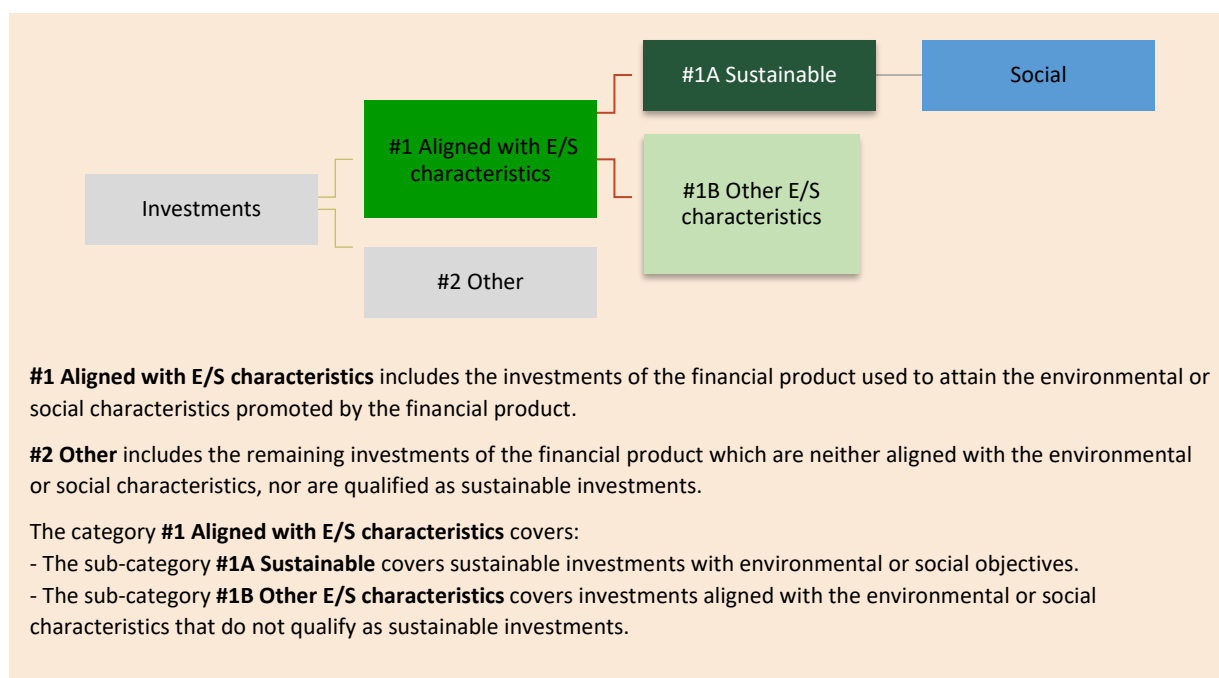 #1A Sustainable
Social
#1 Aligned with E/S
characteristics
#1B Other E/S
characteristics
Investments
#2 Other
#1 Aligned with E/S characteristics includes the investments of the financial product used to attain the environmental or
social characteristics promoted by the financial product.
#2 Other includes the remaining investments of the financial product which are neither aligned with the environmental
or social characteristics, nor are qualified as sustainable investments.
The category #1 Aligned with E/S characteristics covers:
- The sub-category #1A Sustainable covers sustainable investments with environmental or social objectives.
- The sub-category #1B Other E/S characteristics covers investments aligned with the environmental or social
characteristics that do not qualify as sustainable investments.